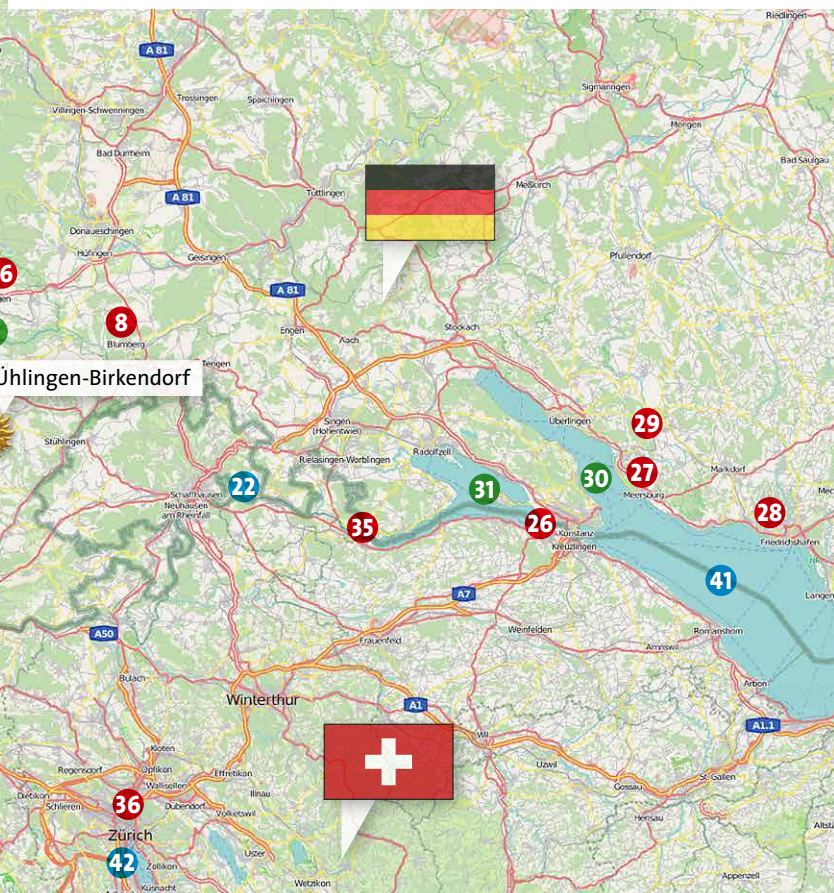 Riedlingen
A 81
Sigmaringen
Trossingen
Spaichingen
Villingen-Schwenningen
Mengen
Bad Dürrheim
Bad Saulgau
Meßkirch
Tuttlingen
A 81
Donaueschingen
Hüfingen
Geisingen
Pfullendorf
6
A 81
8
Engen
Stockach
Blumberg
Aach
Tengen
Ühlingen-Birkendorf
Überlingen
29
Singen
(Hohentwiel)
Stühlingen
Radolfzell
Rielasingen-Worblingen
27
Markdorf
30
22
31
Meersburg
Schaffhausen
Neuhausen
am Rheinfall
28
35
26
Konstanz
Friedrichshafen
Kreuzlingen
41
A7
Langen
Weinfelden
A50
Romanshorn
Frauenfeld
Amriswil
Bülach
Arbon
Winterthur
A1
A1.1
Wil
Kloten
Uzwil
Regensdorf
Opfikon
Effretikon
St. Gallen
Wallisellen
Gossau
Dietikon
Illnau
Schlieren
36
Dübendorf
Volketswil
Herisau
Zürich
Altstä
Uster
42
Zollikon
Appenzell
Wetzikon
Küsnacht